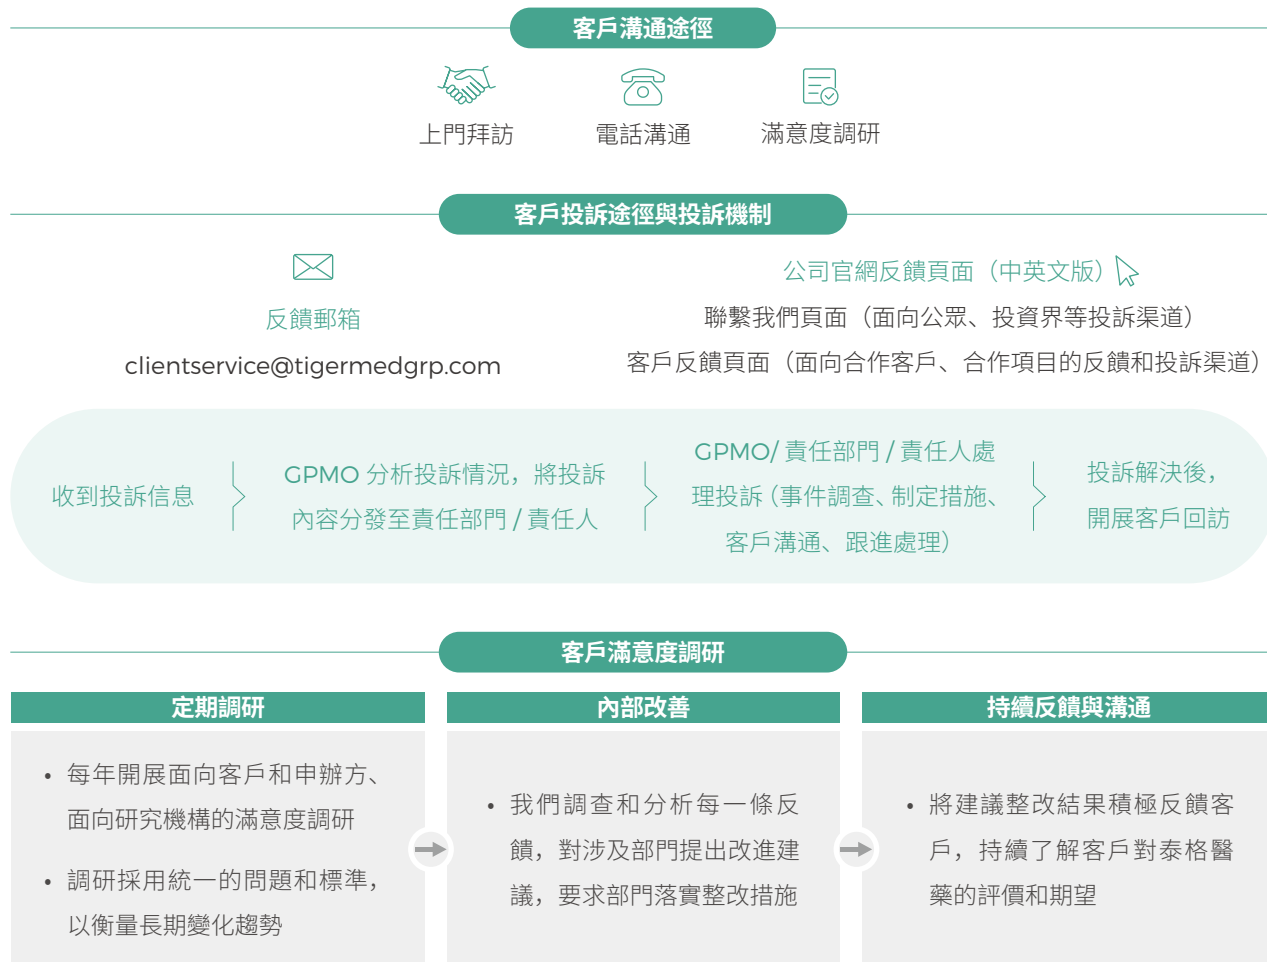 客戶溝通途徑
上門拜訪
電話溝通
滿意度調研
客戶投訴途徑與投訴機制
反饋郵箱
clientservice@tigermedgrp.com
公司官網反饋頁面（中英文版）
聯繫我們頁面（面向公眾、投資界等投訴渠道）
客戶反饋頁面（面向合作客戶、合作項目的反饋和投訴渠道）
收到投訴信息
GPMO 分析投訴情況，將投訴
內容分發至責任部門 / 責任人
GPMO/ 責任部門 / 責任人處
理投訴（事件調查、制定措施、
客戶溝通、跟進處理）
投訴解決後，
開展客戶回訪
客戶滿意度調研
定期調研
• 每年開展面向客戶和申辦方、
面向研究機構的滿意度調研
• 調研採用統一的問題和標準，
以衡量長期變化趨勢
內部改善
• 我們調查和分析每一條反
饋，對涉及部門提出改進建
議，要求部門落實整改措施
持續反饋與溝通
• 將建議整改結果積極反饋客
戶，持續了解客戶對泰格醫
藥的評價和期望